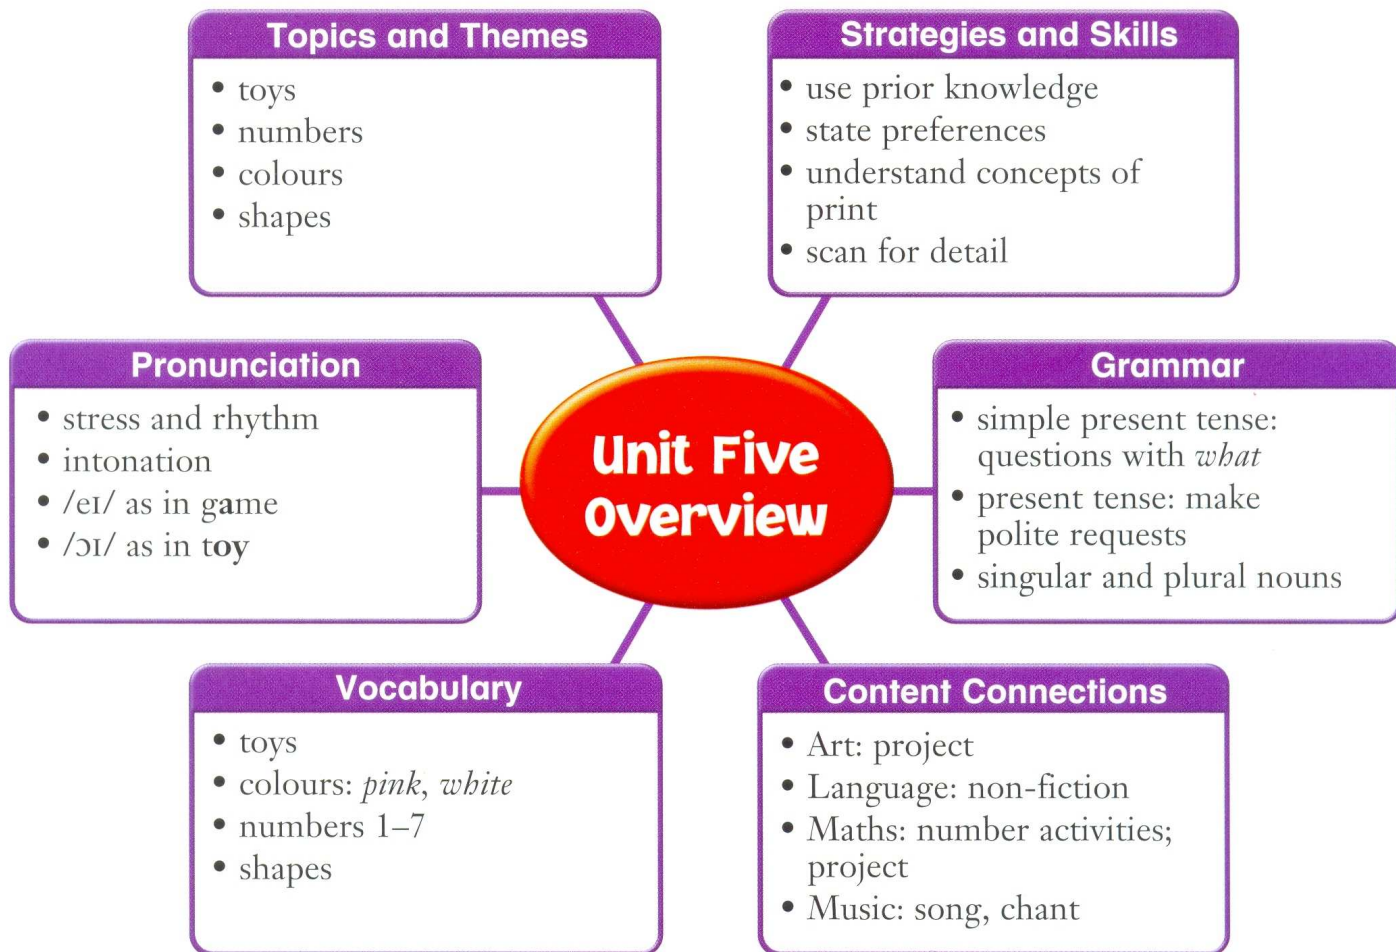 Topics and Themes
• toys
• numbers
• colours
• shapes
Strategies and Skills
• use prior knowledge
• state preferences
• understand concepts of
print
• scan for detail
Pronunciation
• stress and rhythm
• intonation
• /eɪ/ as in game
• /ɔɪ/ as in toy
Unit Five
Overview
Grammar
• simple present tense:
questions with what
• present tense: make
polite requests
• singular and plural nouns
Vocabulary
• toys
• colours: pink, white
• numbers 1–7
• shapes
Content Connections
• Art: project
• Language: non-fiction
• Maths: number activities;
project
• Music: song, chant